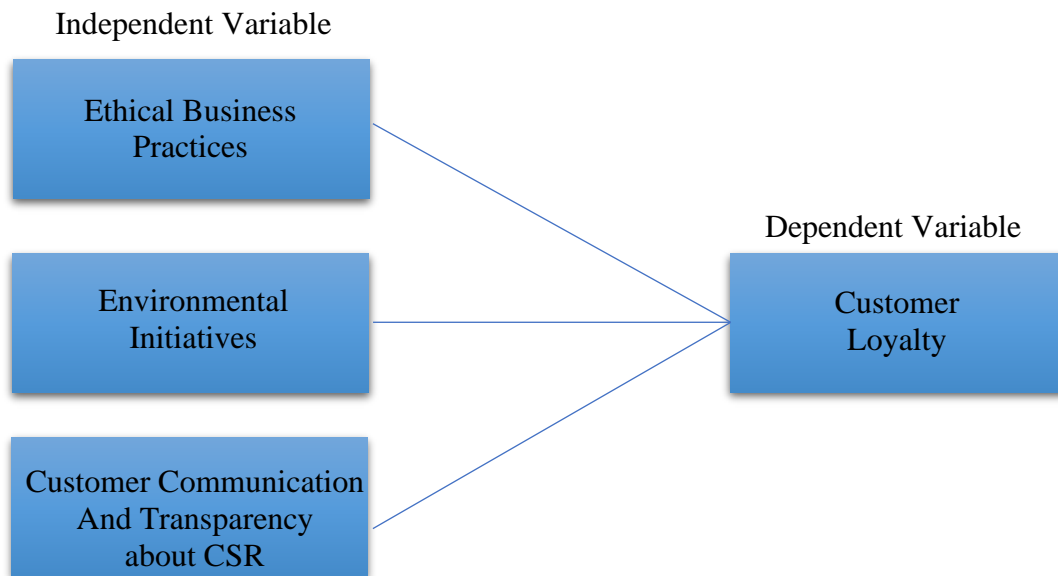 Independent Variable
Ethical Business
Practices
Environmental
Initiatives
Customer Communication
And Transparency
about CSR
Dependent Variable
Customer
Loyalty